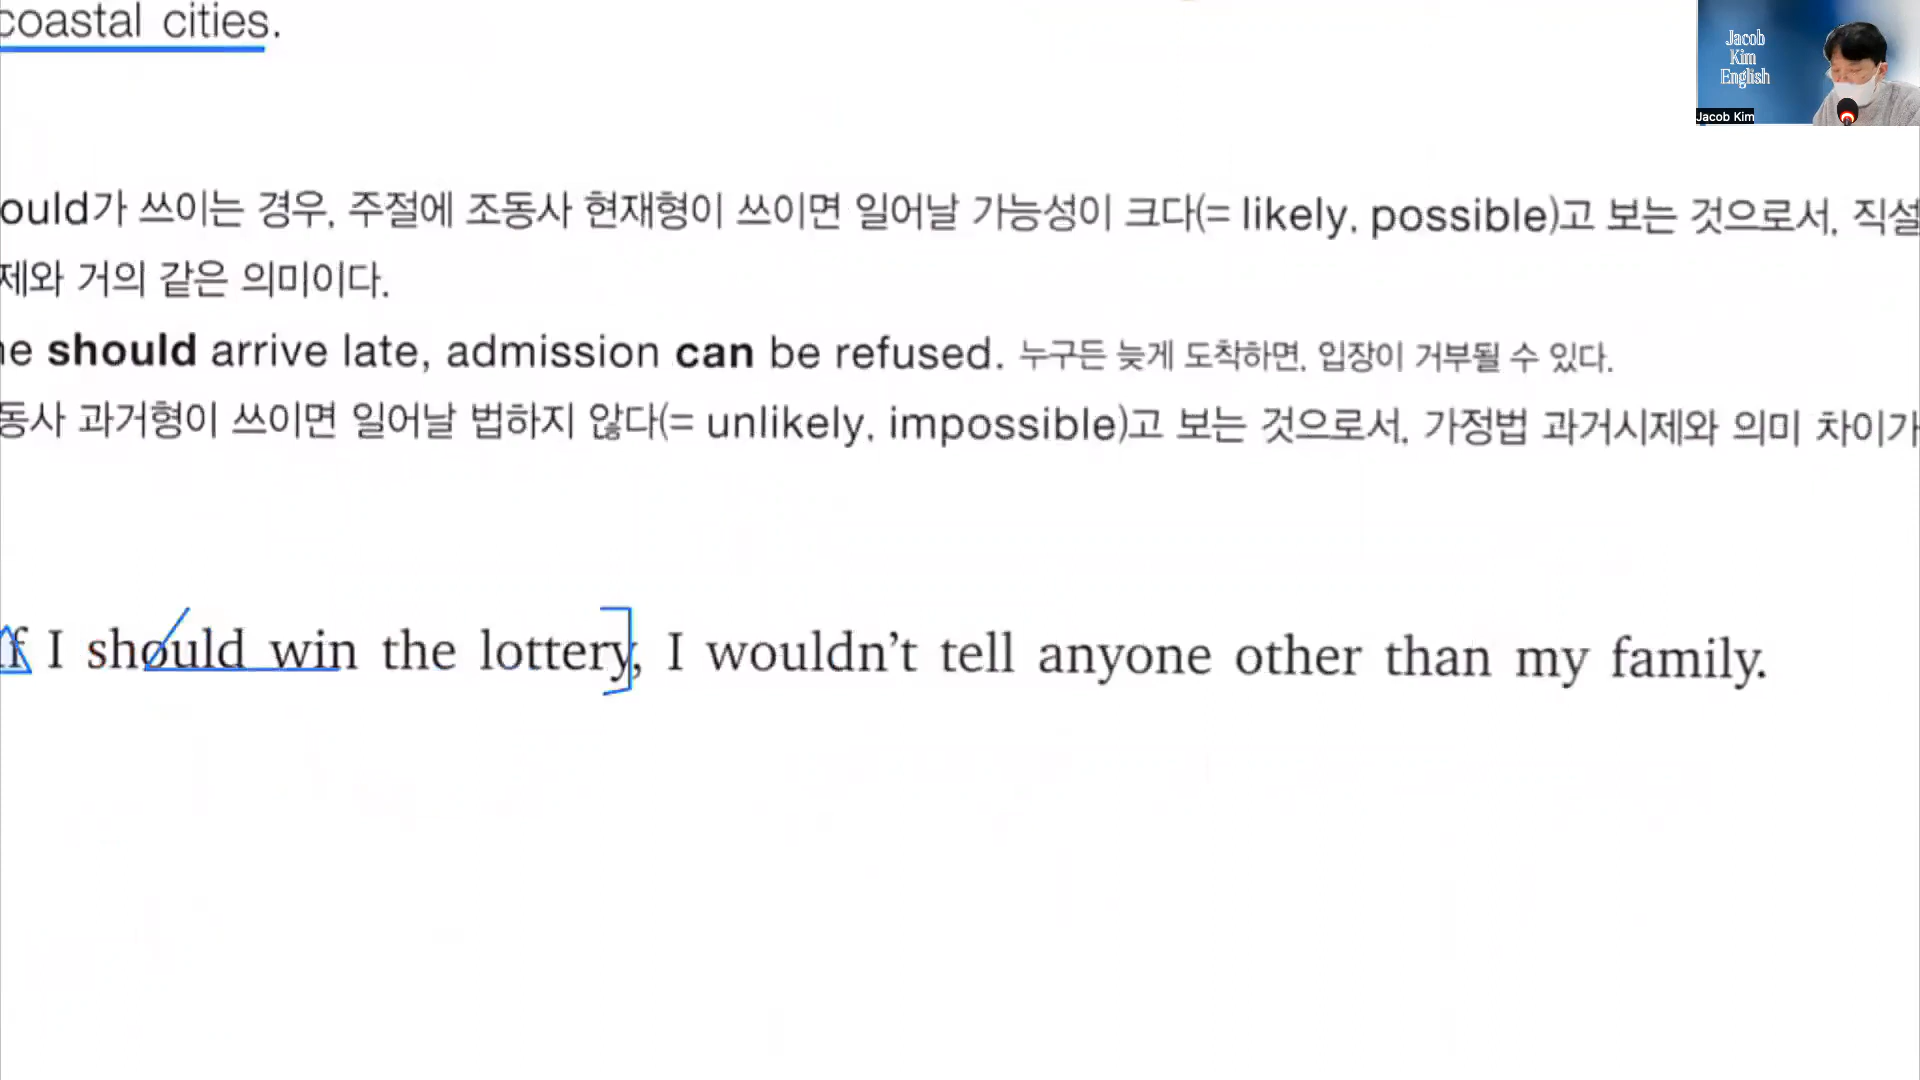 coastal cities.
Jacob
Kim
English
Jacob Kim
ould가 쓰이는 경우, 주절에 조동사 현재형이 쓰이면 일어날 가능성이 크다(= likely, possible)고 보는 것으로서, 직설
제와 거의 같은 의미이다.
ne should arrive late, admission can be refused. 누구든 늦게 도착하면, 입장이 거부될 수 있다.
동사 과거형이 쓰이면 일어날 법하지 않다(= unlikely, impossible)고 보는 것으로서, 가정법 과거시제와 의미 차이가
If I should win the lottery, I wouldn't tell anyone other than my family.